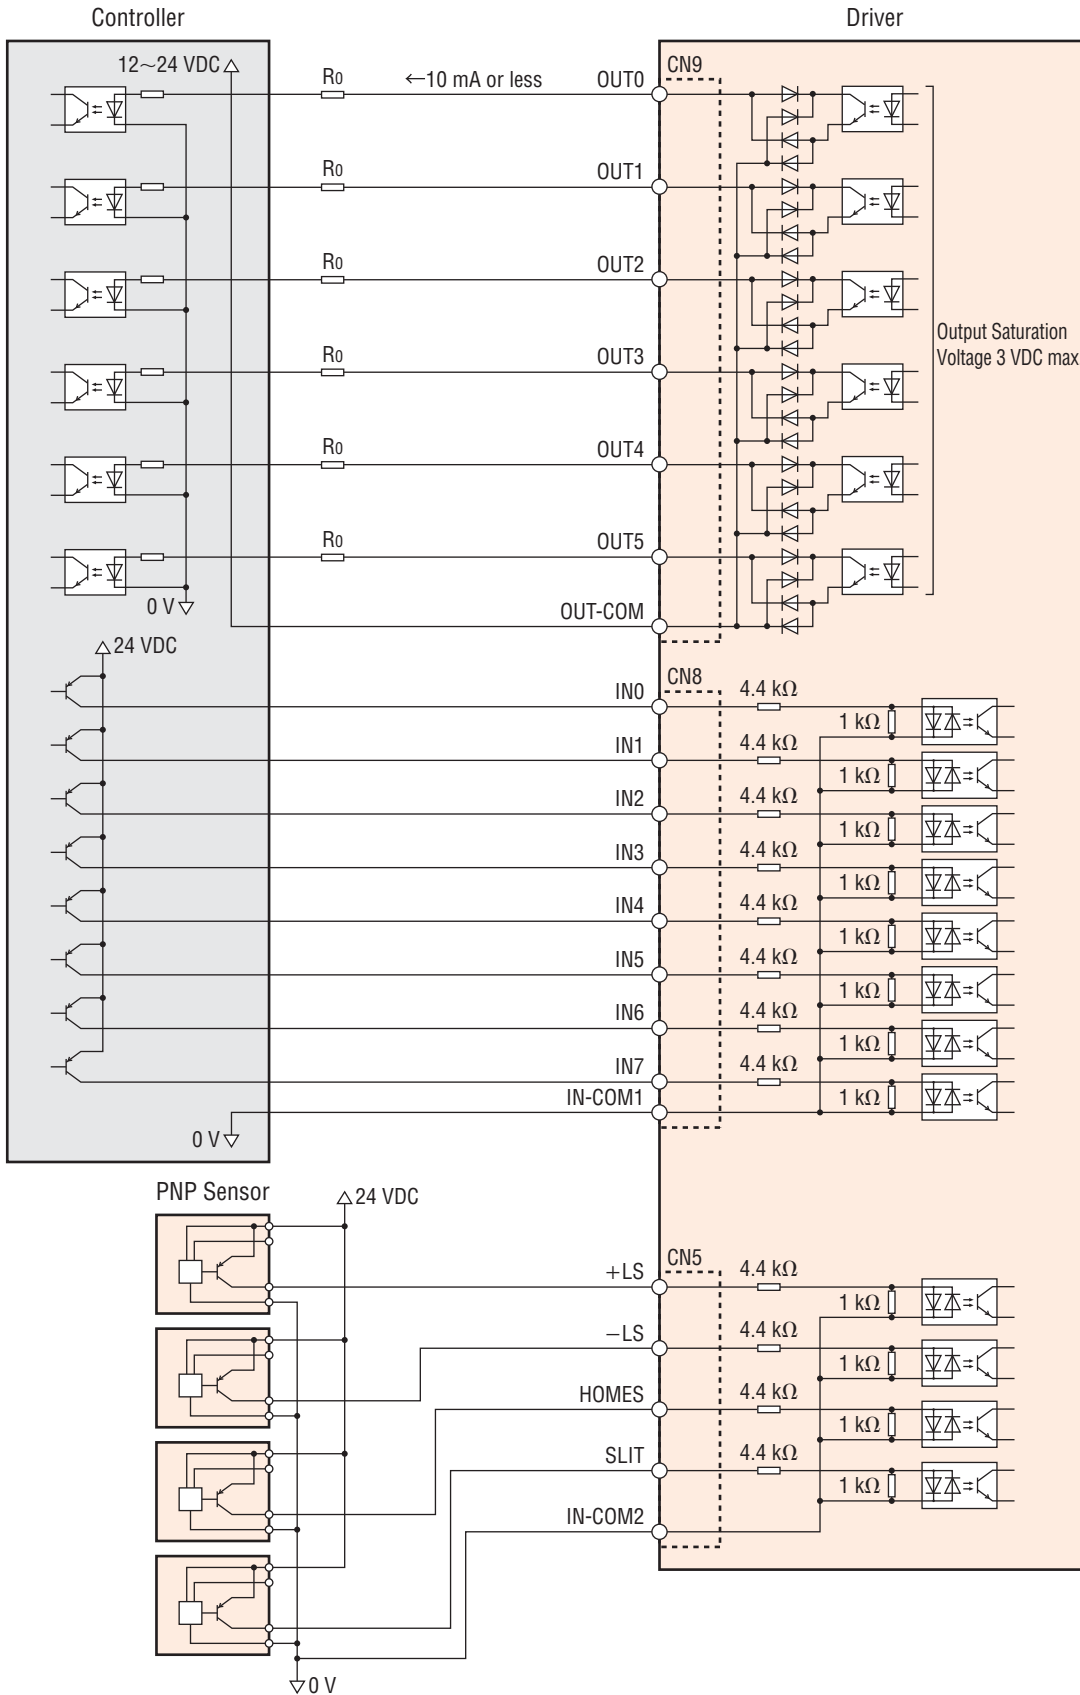 Controller
Driver
12~24 VDC
R0
←10 mA or less
OUT0
CN9
R0
OUT1
R0
OUT2
Output Saturation
Voltage 3 VDC max.
R0
OUT3
R0
OUT4
R0
OUT5
0 V
OUT-COM
24 VDC
CN8
IN0
4.4 kΩ
1 kΩ
IN1
4.4 kΩ
1 kΩ
IN2
4.4 kΩ
1 kΩ
IN3
4.4 kΩ
1 kΩ
IN4
4.4 kΩ
1 kΩ
IN5
4.4 kΩ
1 kΩ
IN6
4.4 kΩ
1 kΩ
IN7
4.4 kΩ
1 kΩ
IN-COM1
0 V
PNP Sensor
24 VDC
CN5
+LS
4.4 kΩ
1 kΩ
−LS
4.4 kΩ
1 kΩ
HOMES
4.4 kΩ
1 kΩ
SLIT
4.4 kΩ
1 kΩ
IN-COM2
0 V